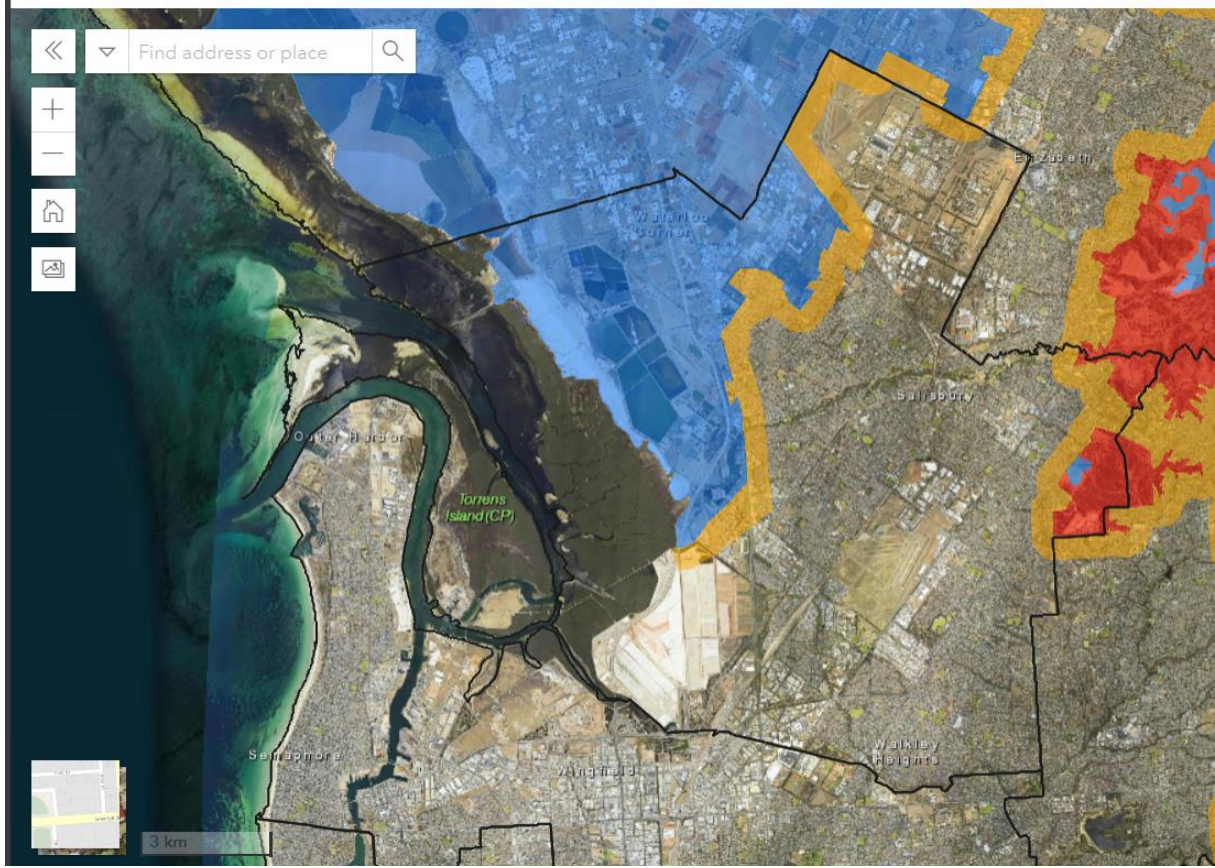 Find address or place
Elizabeth
Waterloo
Corner
Salisbury
Outer Harbor
Torrens
Island (CP)
Semaphore
Walkley
Heights
Wingfield
3 km